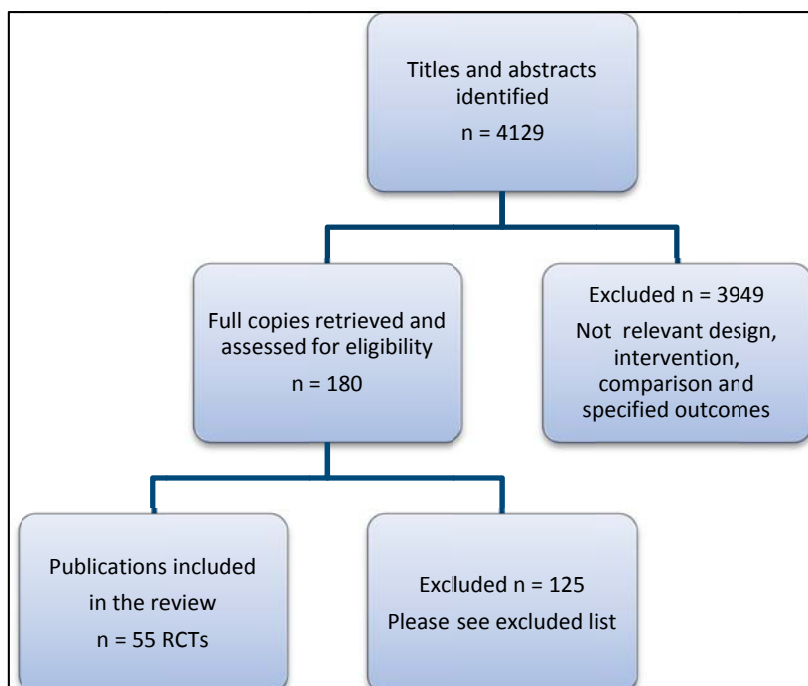 Titles and abstracts
identified
n = 4129
Full copies retrieved and
assessed for eligibility
n = 180
Excluded n = 3949
Not relevant design,
intervention,
comparison and
specified outcomes
Publications included
in the review
n = 55 RCTs
Excluded n = 125
Please see excluded list